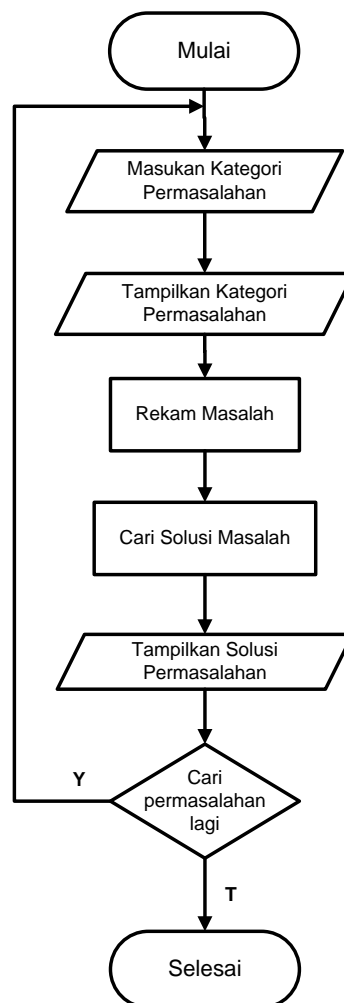 Mulai
Masukan Kategori
Permasalahan
Tampilkan Kategori
Permasalahan
Rekam Masalah
Cari Solusi Masalah
Tampilkan Solusi
Permasalahan
Y
Cari
permasalahan
lagi
T
Selesai